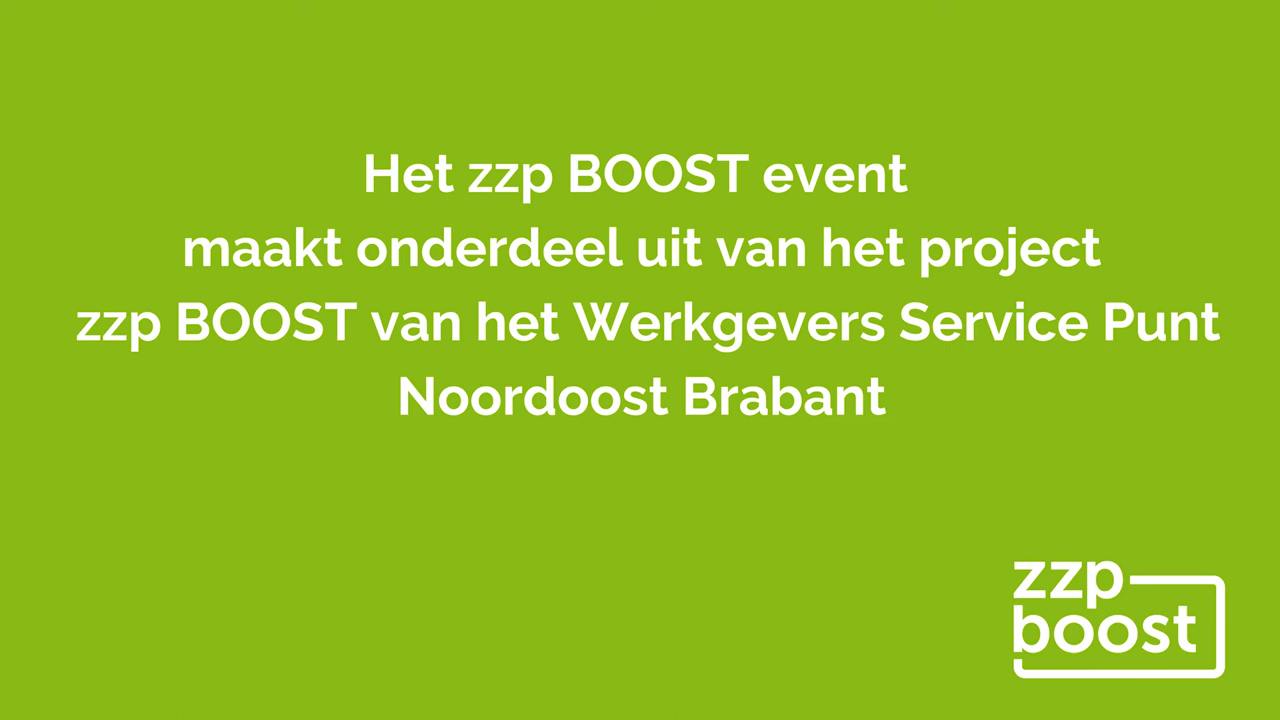 Het zzp BOOST event
maakt onderdeel uit van het project
zzp BOOST van het Werkgevers Service Punt
Noordoost Brabant
zzp
boost